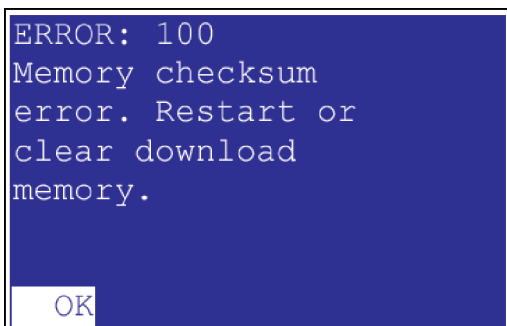 ERROR: 100
Memory checksum
error. Restart or
clear download
memory.
OK